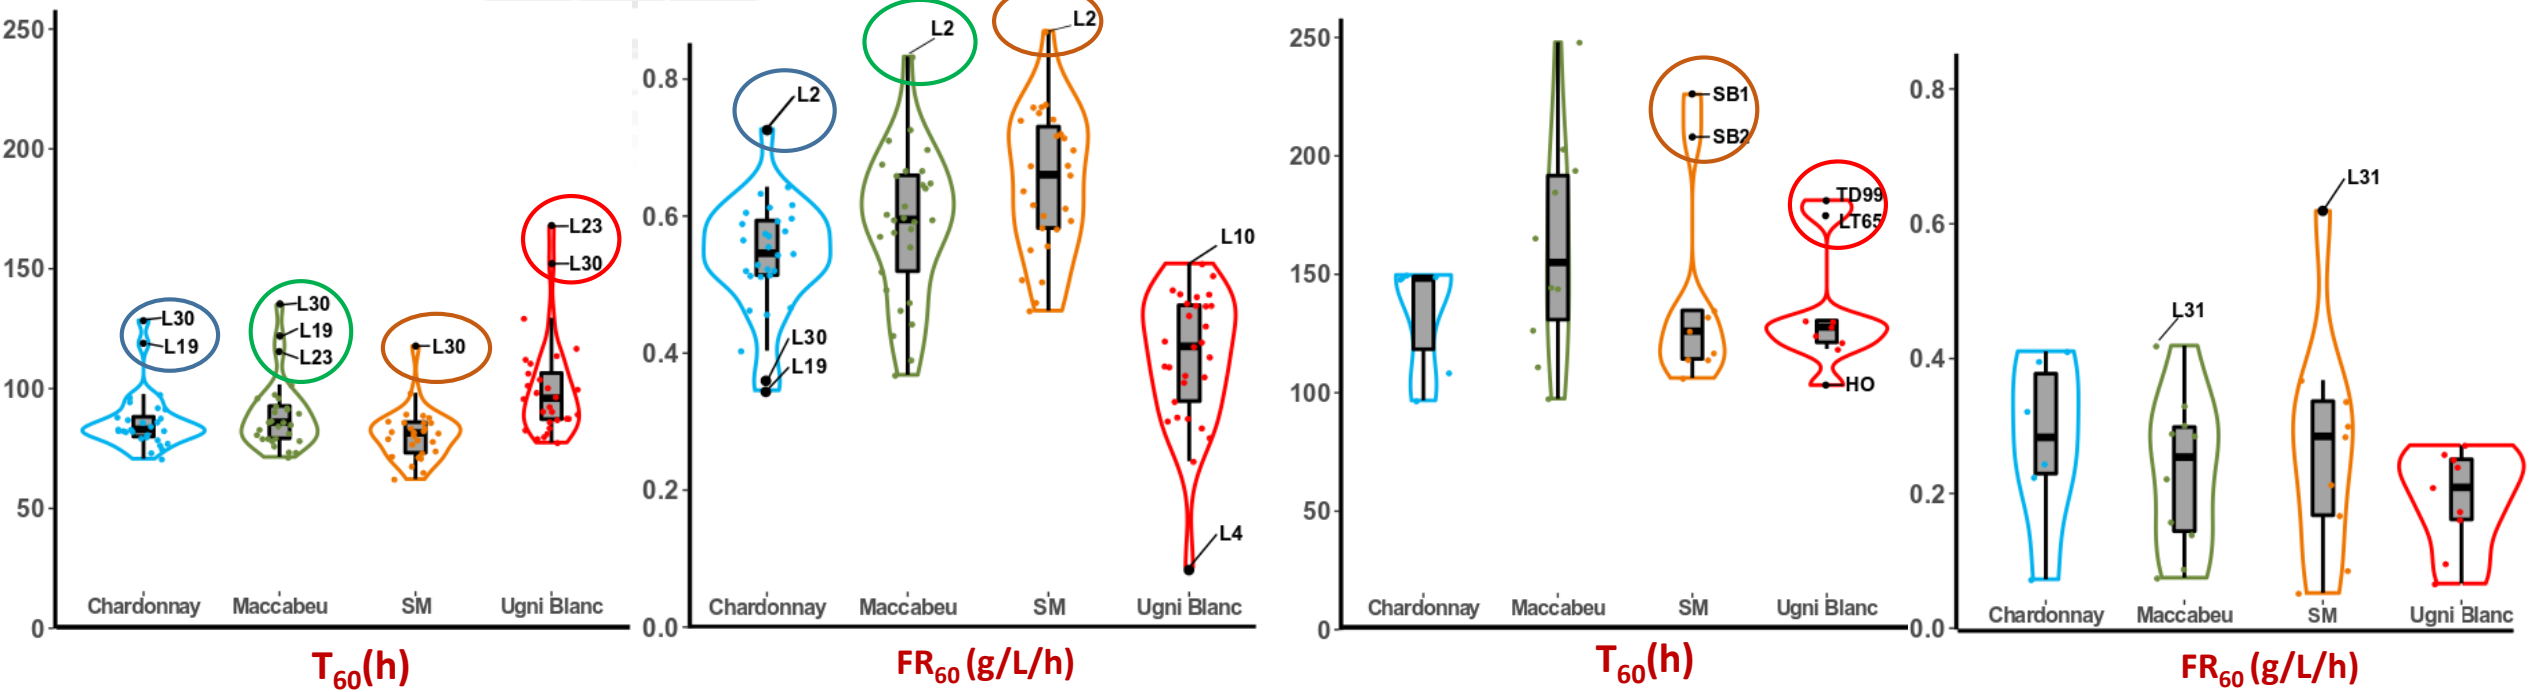 250
200
150
100
50
0
L30
L19
L30
L19
L23
L30
L23
L30
Chardonnay Maccabeu SM Ugni Blanc
T60(h)
0.8
0.6
0.4
0.2
0.0
L2
L30
L19
L2
L2
L10
L4
Chardonnay Maccabeu SM Ugni Blanc
FR60 (g/L/h)
250
200
150
100
50
0
SB1
SB2
TD99
LT65
HO
Chardonnay Maccabeu SM Ugni Blanc
T60(h)
0.8
0.6
0.4
0.2
0.0
L31
L31
Chardonnay Maccabeu SM Ugni Blanc
FR60 (g/L/h)